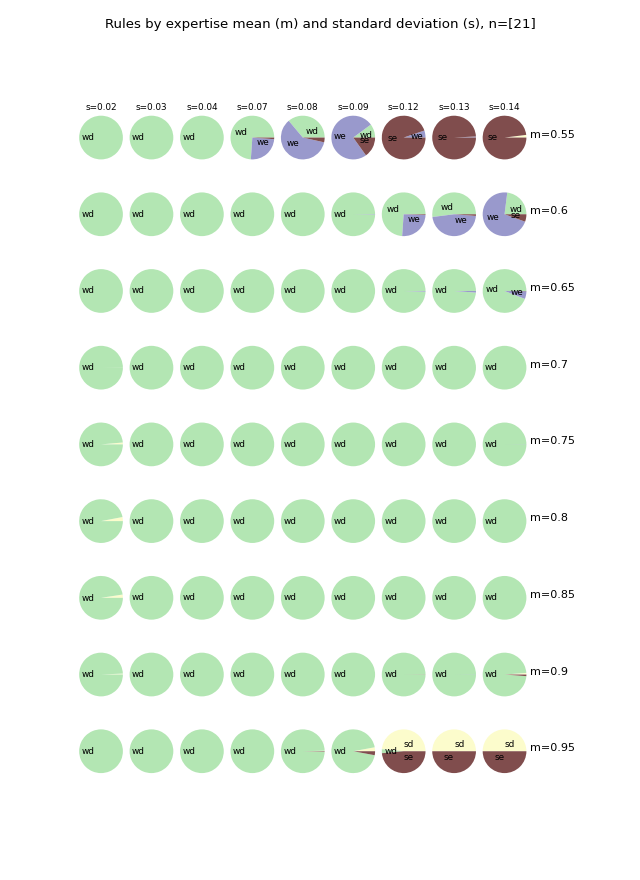 Rules by expertise mean (m) and standard deviation (s), n=[21]
s=0.02 s=0.03 s=0.04 s=0.07 s=0.08 s=0.09 s=0.12 s=0.13 s=0.14
wd wd wd wd we wd we we wd se se we se se m=0.55
wd wd wd wd wd wd wd we wd we we wd se m=0.6
wd wd wd wd wd wd wd wd wd we m=0.65
wd wd wd wd wd wd wd wd wd m=0.7
wd wd wd wd wd wd wd wd wd m=0.75
wd wd wd wd wd wd wd wd wd m=0.8
wd wd wd wd wd wd wd wd wd m=0.85
wd wd wd wd wd wd wd wd wd m=0.9
wd wd wd wd wd wd wd sd se sd se sd se m=0.95